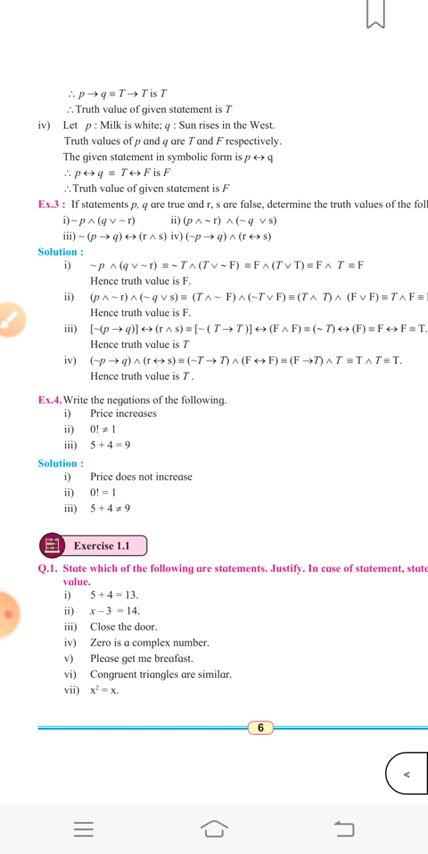 ∴ p → q ≡ T → T is T
∴ Truth value of given statement is T
iv) Let p : Milk is white; q : Sun rises in the West.
Truth values of p and q are T and F respectively.
The given statement in symbolic form is p ↔ q
∴ p ↔ q ≡ T ↔ F is F
∴ Truth value of given statement is F
Ex.3 : If statements p, q are true and r, s are false, determine the truth values of the
i) ~ p ∧ (q ∨ ~ r) ii) (p ∧ ~ r) ∧ (~ q ∨ s)
iii) ~ (p → q) ↔ (r ∧ s) iv) (~p → q) ∧ (r ↔ s)
Solution :
i) ~ p ∧ (q ∨ ~ r) ≡ ~ T ∧ (T ∨ ~ F) ≡ F ∧ (T ∨ T) ≡ F ∧ T ≡ F
Hence truth value is F.
ii) (p ∧ ~ r) ∧ (~ q ∨ s) ≡ (T ∧ ~ F) ∧ (~T ∨ F) ≡ (T ∧ T) ∧ (F ∨ F) ≡ T ∧ F ≡
Hence truth value is F.
iii) [~(p → q)] ↔ (r ∧ s) ≡ [~ ( T → T )] ↔ (F ∧ F) ≡ (~ T) ↔ (F) ≡ F ↔ F ≡ T.
Hence truth value is T
iv) (~p → q) ∧ (r ↔ s) ≡ (~T → T) ∧ (F ↔ F) ≡ (F →T) ∧ T ≡ T ∧ T ≡ T.
Hence truth value is T .
Ex.4. Write the negations of the following.
i) Price increases
ii) 0! ≠ 1
iii) 5 + 4 = 9
Solution :
i) Price does not increase
ii) 0! = 1
iii) 5 + 4 ≠ 9
Exercise 1.1
Q.1. State which of the following are statements. Justify. In case of statement, state
value.
i) 5 + 4 = 13.
ii) x – 3 = 14.
iii) Close the door.
iv) Zero is a complex number.
v) Please get me breafast.
vi) Congruent triangles are similar.
vii) x² = x.
6